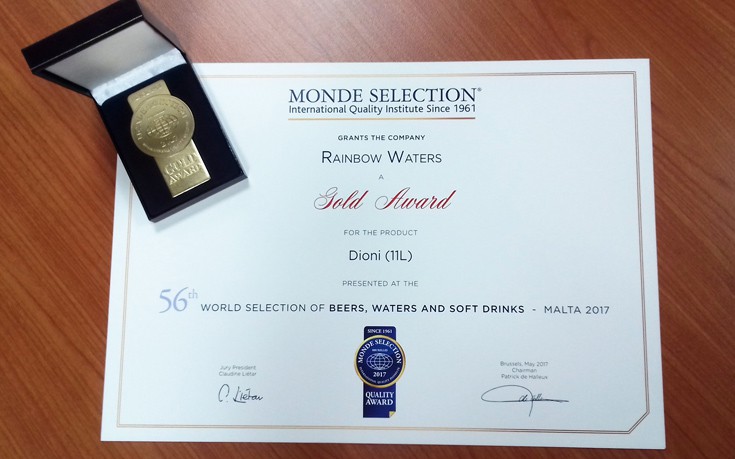 GOLD
AWARD
MONDE SELECTION®
International Quality Institute Since 1961
GRANTS THE COMPANY
RAINBOW WATERS
A
Gold Award
FOR THE PRODUCT
Dioni (11L)
PRESENTED AT THE
56th WORLD SELECTION OF BEERS, WATERS AND SOFT DRINKS - MALTA 2017
SINCE 1961
MONDE SELECTION
2017
QUALITY
AWARD
Jury President
Claudine Lietar
C. Lietar
Brussels, May 2017
Chairman
Patrick de Halleux